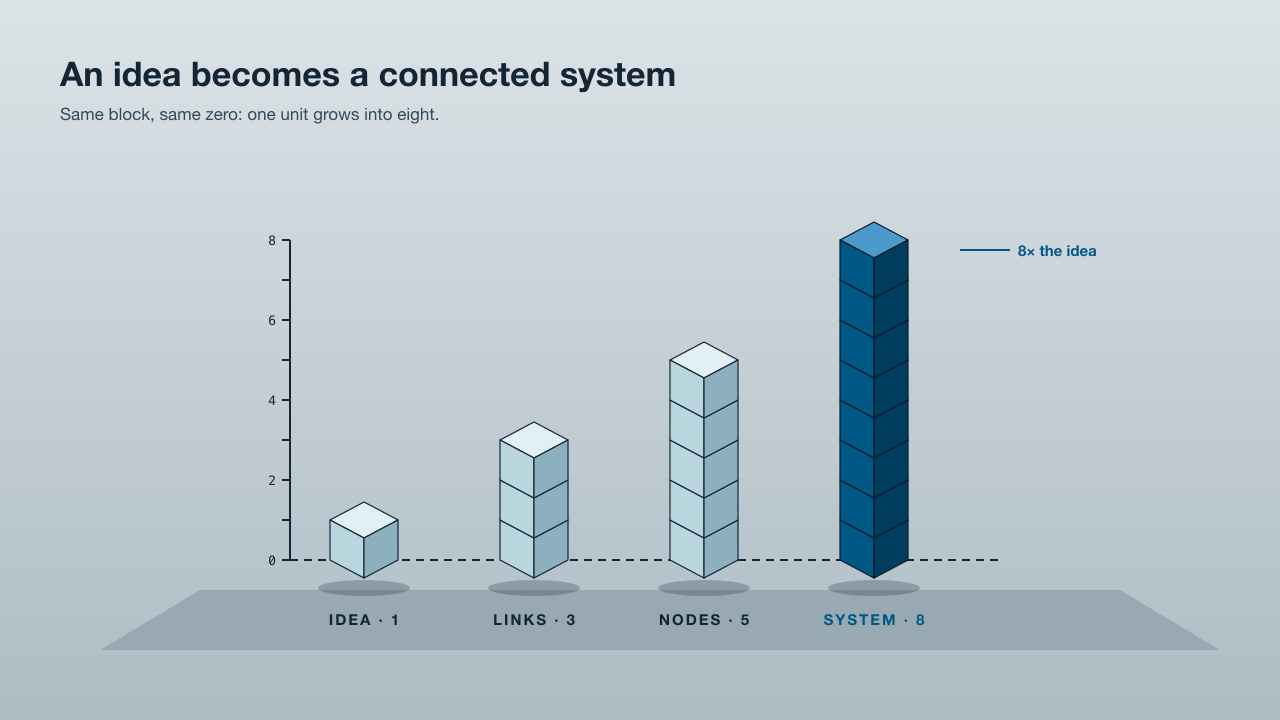 An idea becomes a connected system
Same block, same zero: one unit grows into eight.
8
8× the idea
6
4
2
0
IDEA · 1
LINKS · 3
NODES · 5
SYSTEM · 8